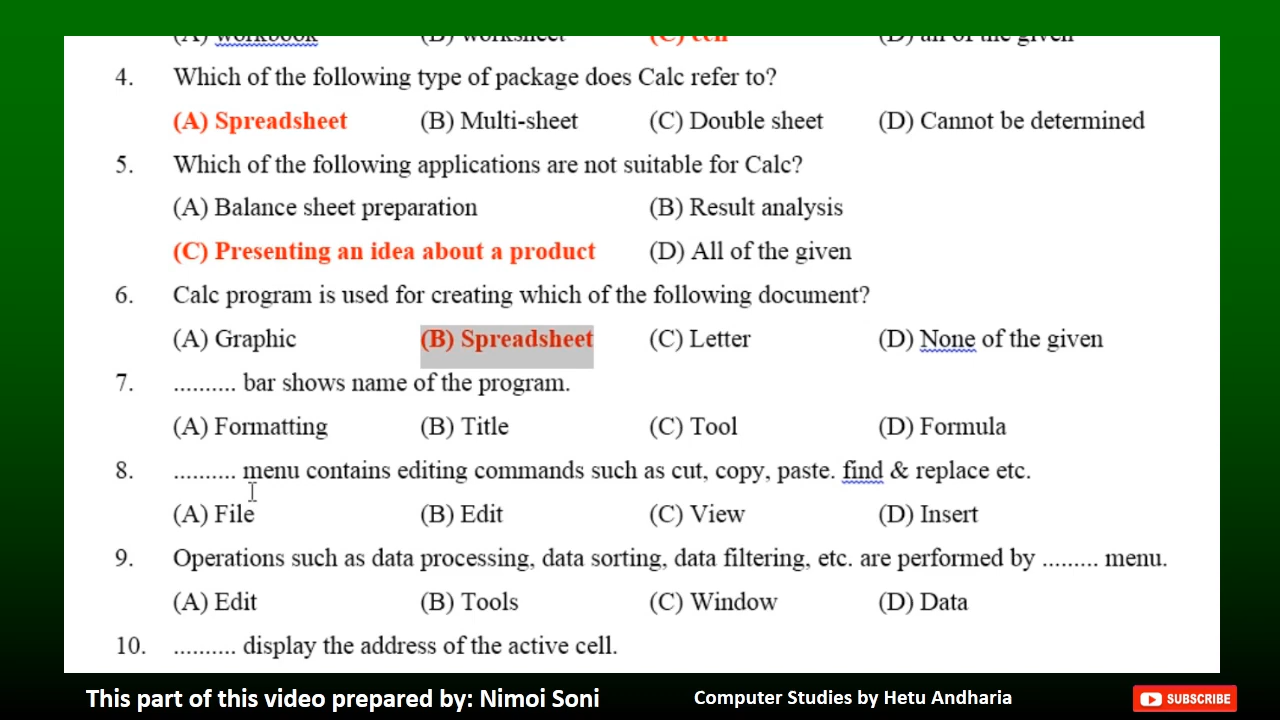 (A) workbook (B) worksheet (C) cell (D) all of the given
4. Which of the following type of package does Calc refer to?
(A) Spreadsheet (B) Multi-sheet (C) Double sheet (D) Cannot be determined
5. Which of the following applications are not suitable for Calc?
(A) Balance sheet preparation (B) Result analysis
(C) Presenting an idea about a product (D) All of the given
6. Calc program is used for creating which of the following document?
(A) Graphic (B) Spreadsheet (C) Letter (D) None of the given
7. .......... bar shows name of the program.
(A) Formatting (B) Title (C) Tool (D) Formula
8. .......... menu contains editing commands such as cut, copy, paste. find & replace etc.
(A) File (B) Edit (C) View (D) Insert
9. Operations such as data processing, data sorting, data filtering, etc. are performed by ......... menu.
(A) Edit (B) Tools (C) Window (D) Data
10. .......... display the address of the active cell.
This part of this video prepared by: Nimoi Soni Computer Studies by Hetu Andharia SUBSCRIBE